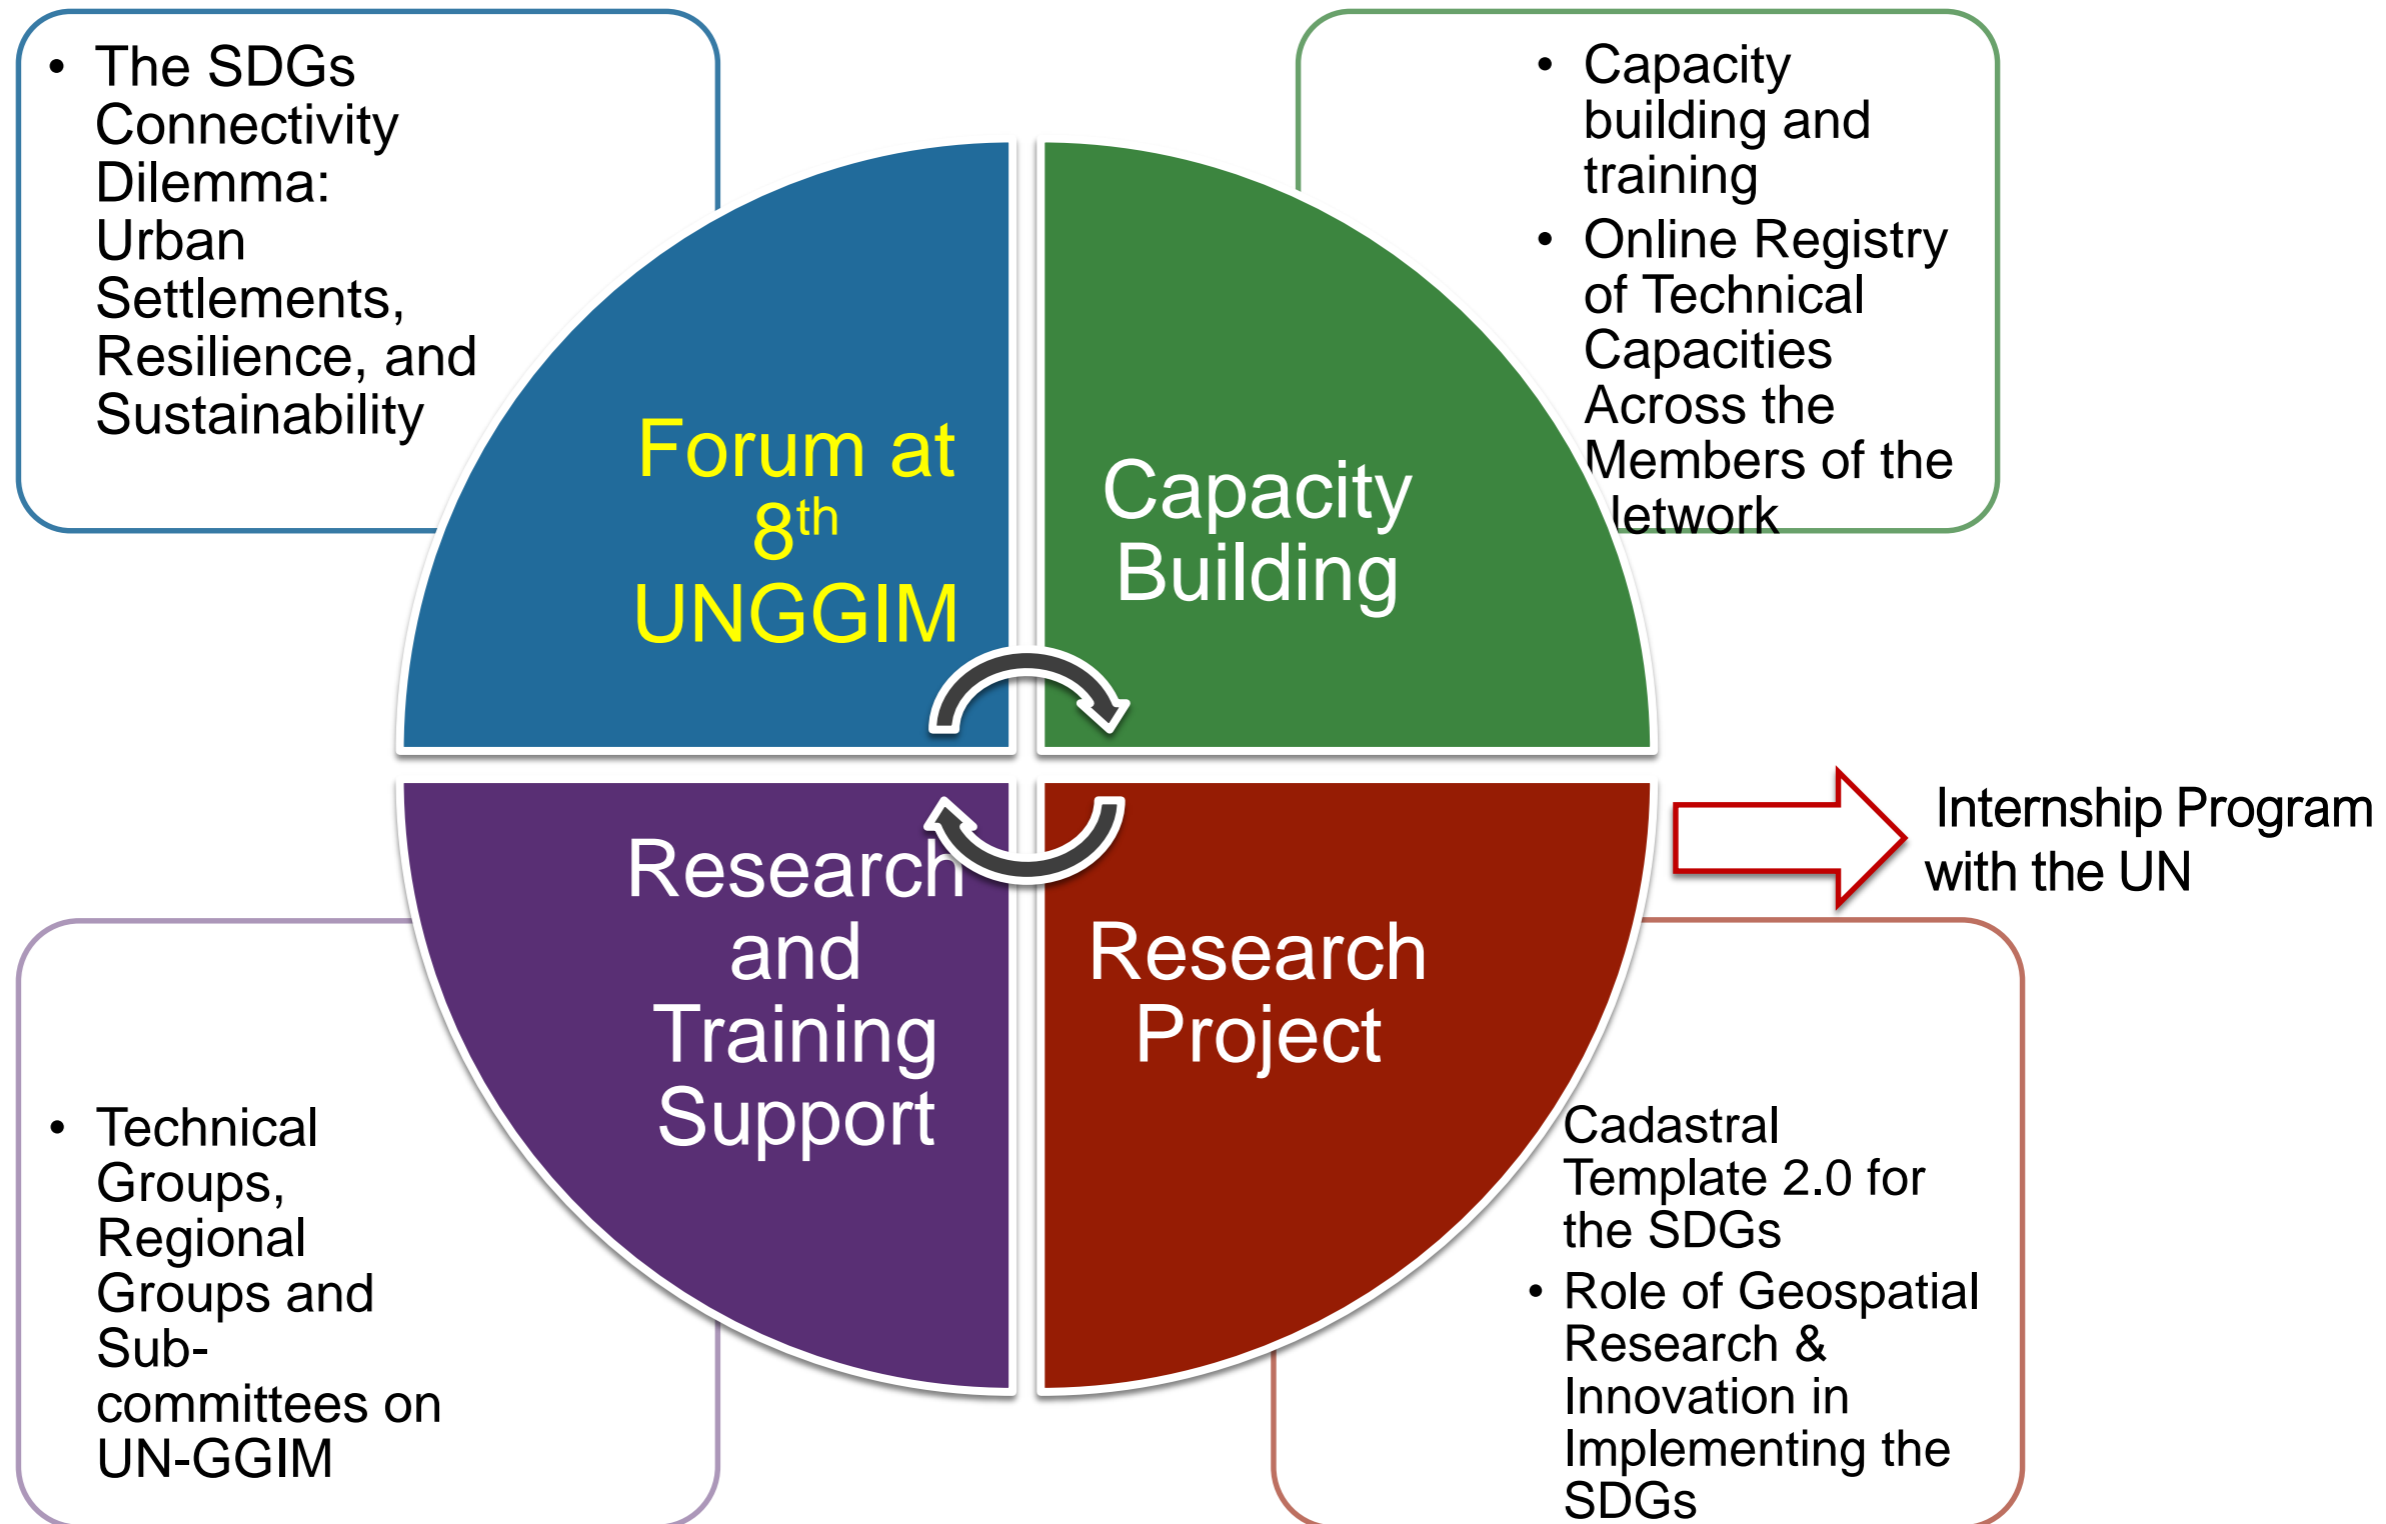 • The SDGs
Connectivity
Dilemma:
Urban
Settlements,
Resilience, and
Sustainability
Forum at
8th
UNGGIM
• Capacity
building and
training
• Online Registry
of Technical
Capacities
Across the
Members of the
letwork
Capacity
Building
Internship Program
with the UN
Research
and
Training
Support
• Technical
Groups,
Regional
Groups and
Sub-
committees on
UN-GGIM
Research
Project
Cadastral
Template 2.0 for
the SDGs
• Role of Geospatial
Research &
Innovation in
Implementing the
SDGs